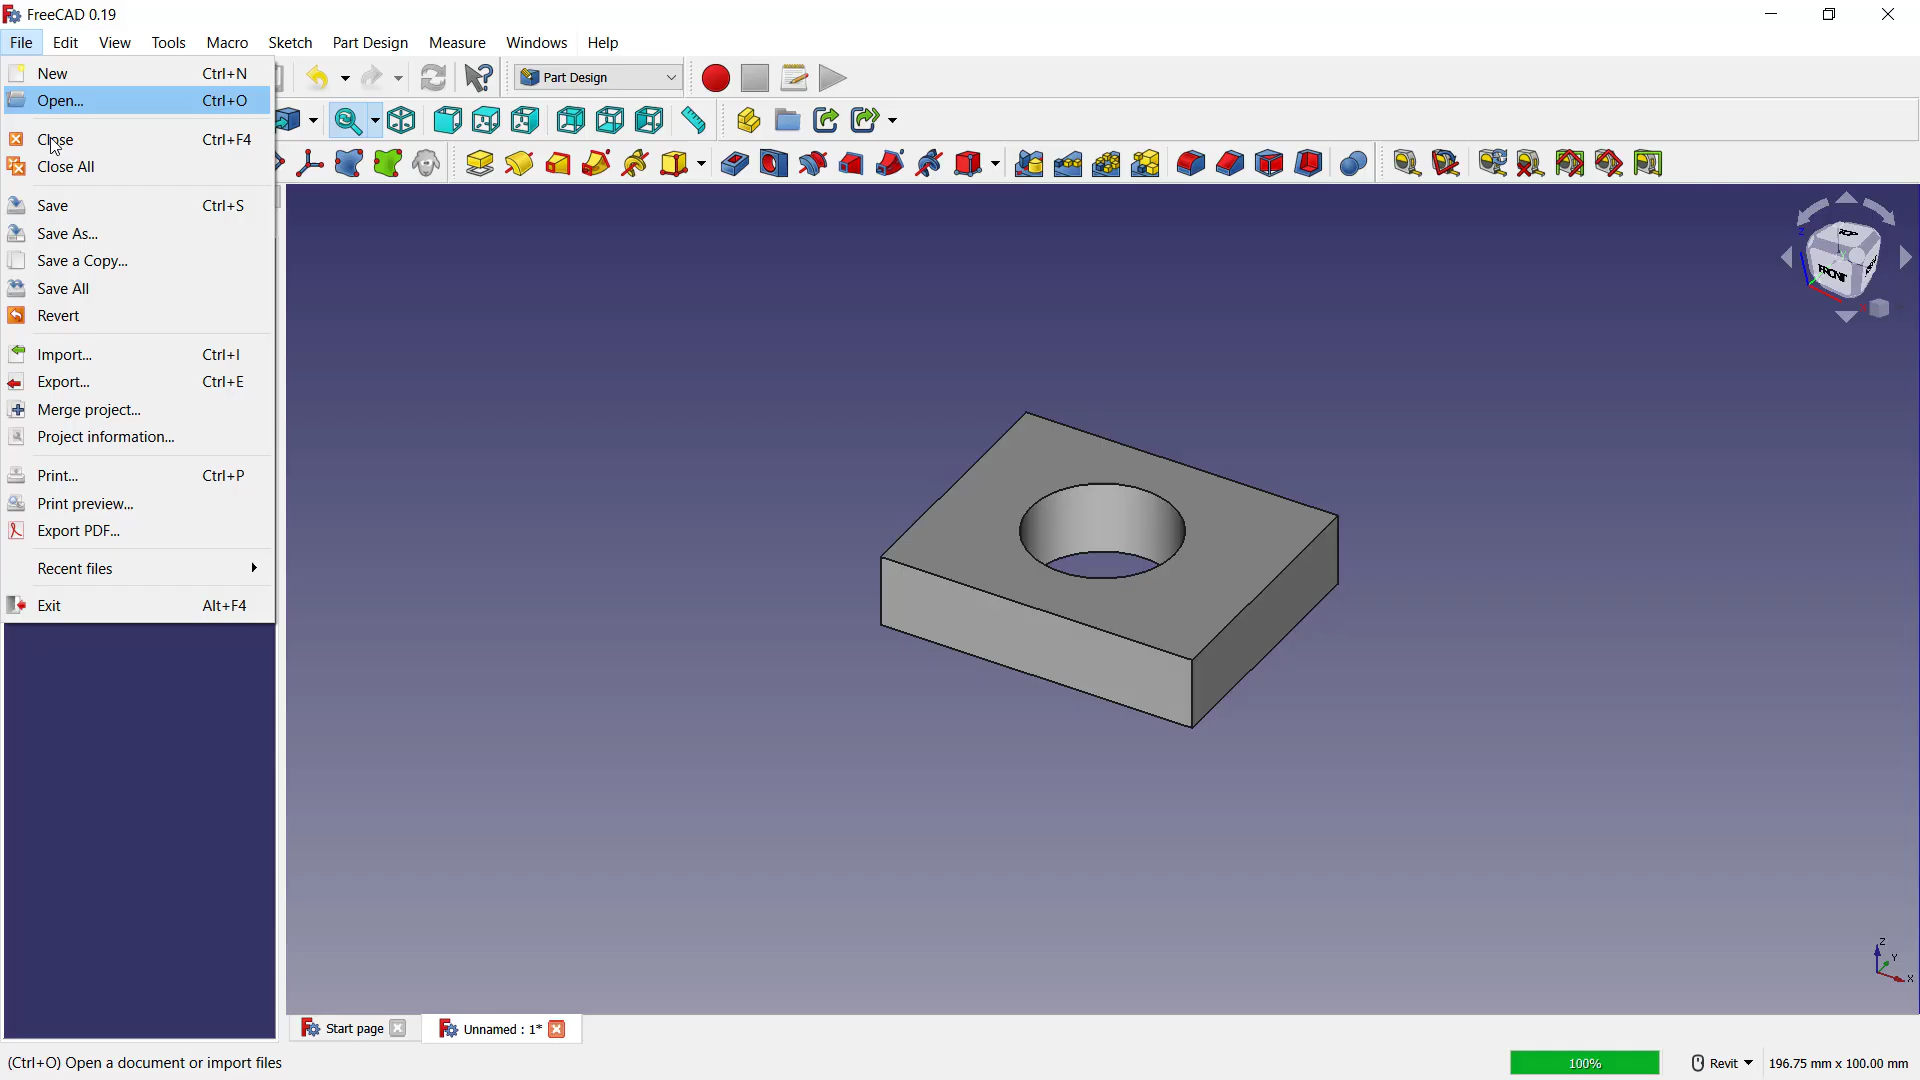 FreeCAD 0.19
File Edit View Tools Macro Sketch Part Design Measure Windows Help
New Ctrl+N
Part Design
Open... Ctrl+O
Close Ctrl+F4
Close All
Save Ctrl+S
Save As...
Save a Copy...
Save All
Revert
Import... Ctrl+I
Export... Ctrl+E
Merge project...
Project information...
Print... Ctrl+P
Print preview...
Export PDF...
Recent files
Exit Alt+F4
TOP
FRONT
Z
Z
Y
X
Start page Unnamed : 1*
(Ctrl+O) Open a document or import files 100% Revit 196.75 mm x 100.00 mm